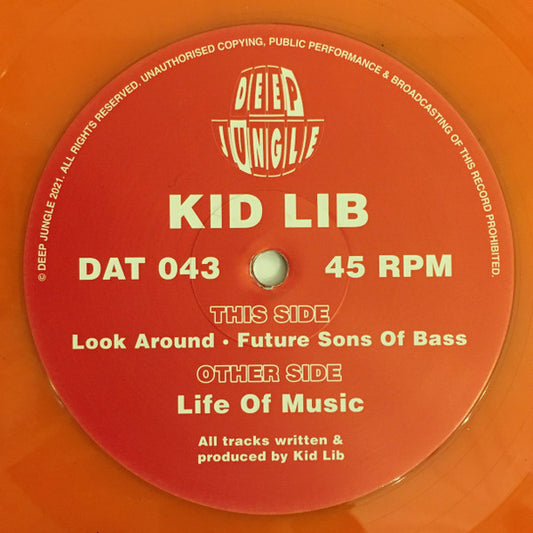 © DEEP JUNGLE 2021. ALL RIGHTS RESERVED. UNAUTHORISED COPYING, PUBLIC PERFORMANCE & BROADCASTING OF THIS RECORD PROHIBITED.
DEEP
JUNGLE
KID LIB
DAT 043 45 RPM
THIS SIDE
Look Around • Future Sons Of Bass
OTHER SIDE
Life Of Music
All tracks written &
produced by Kid Lib